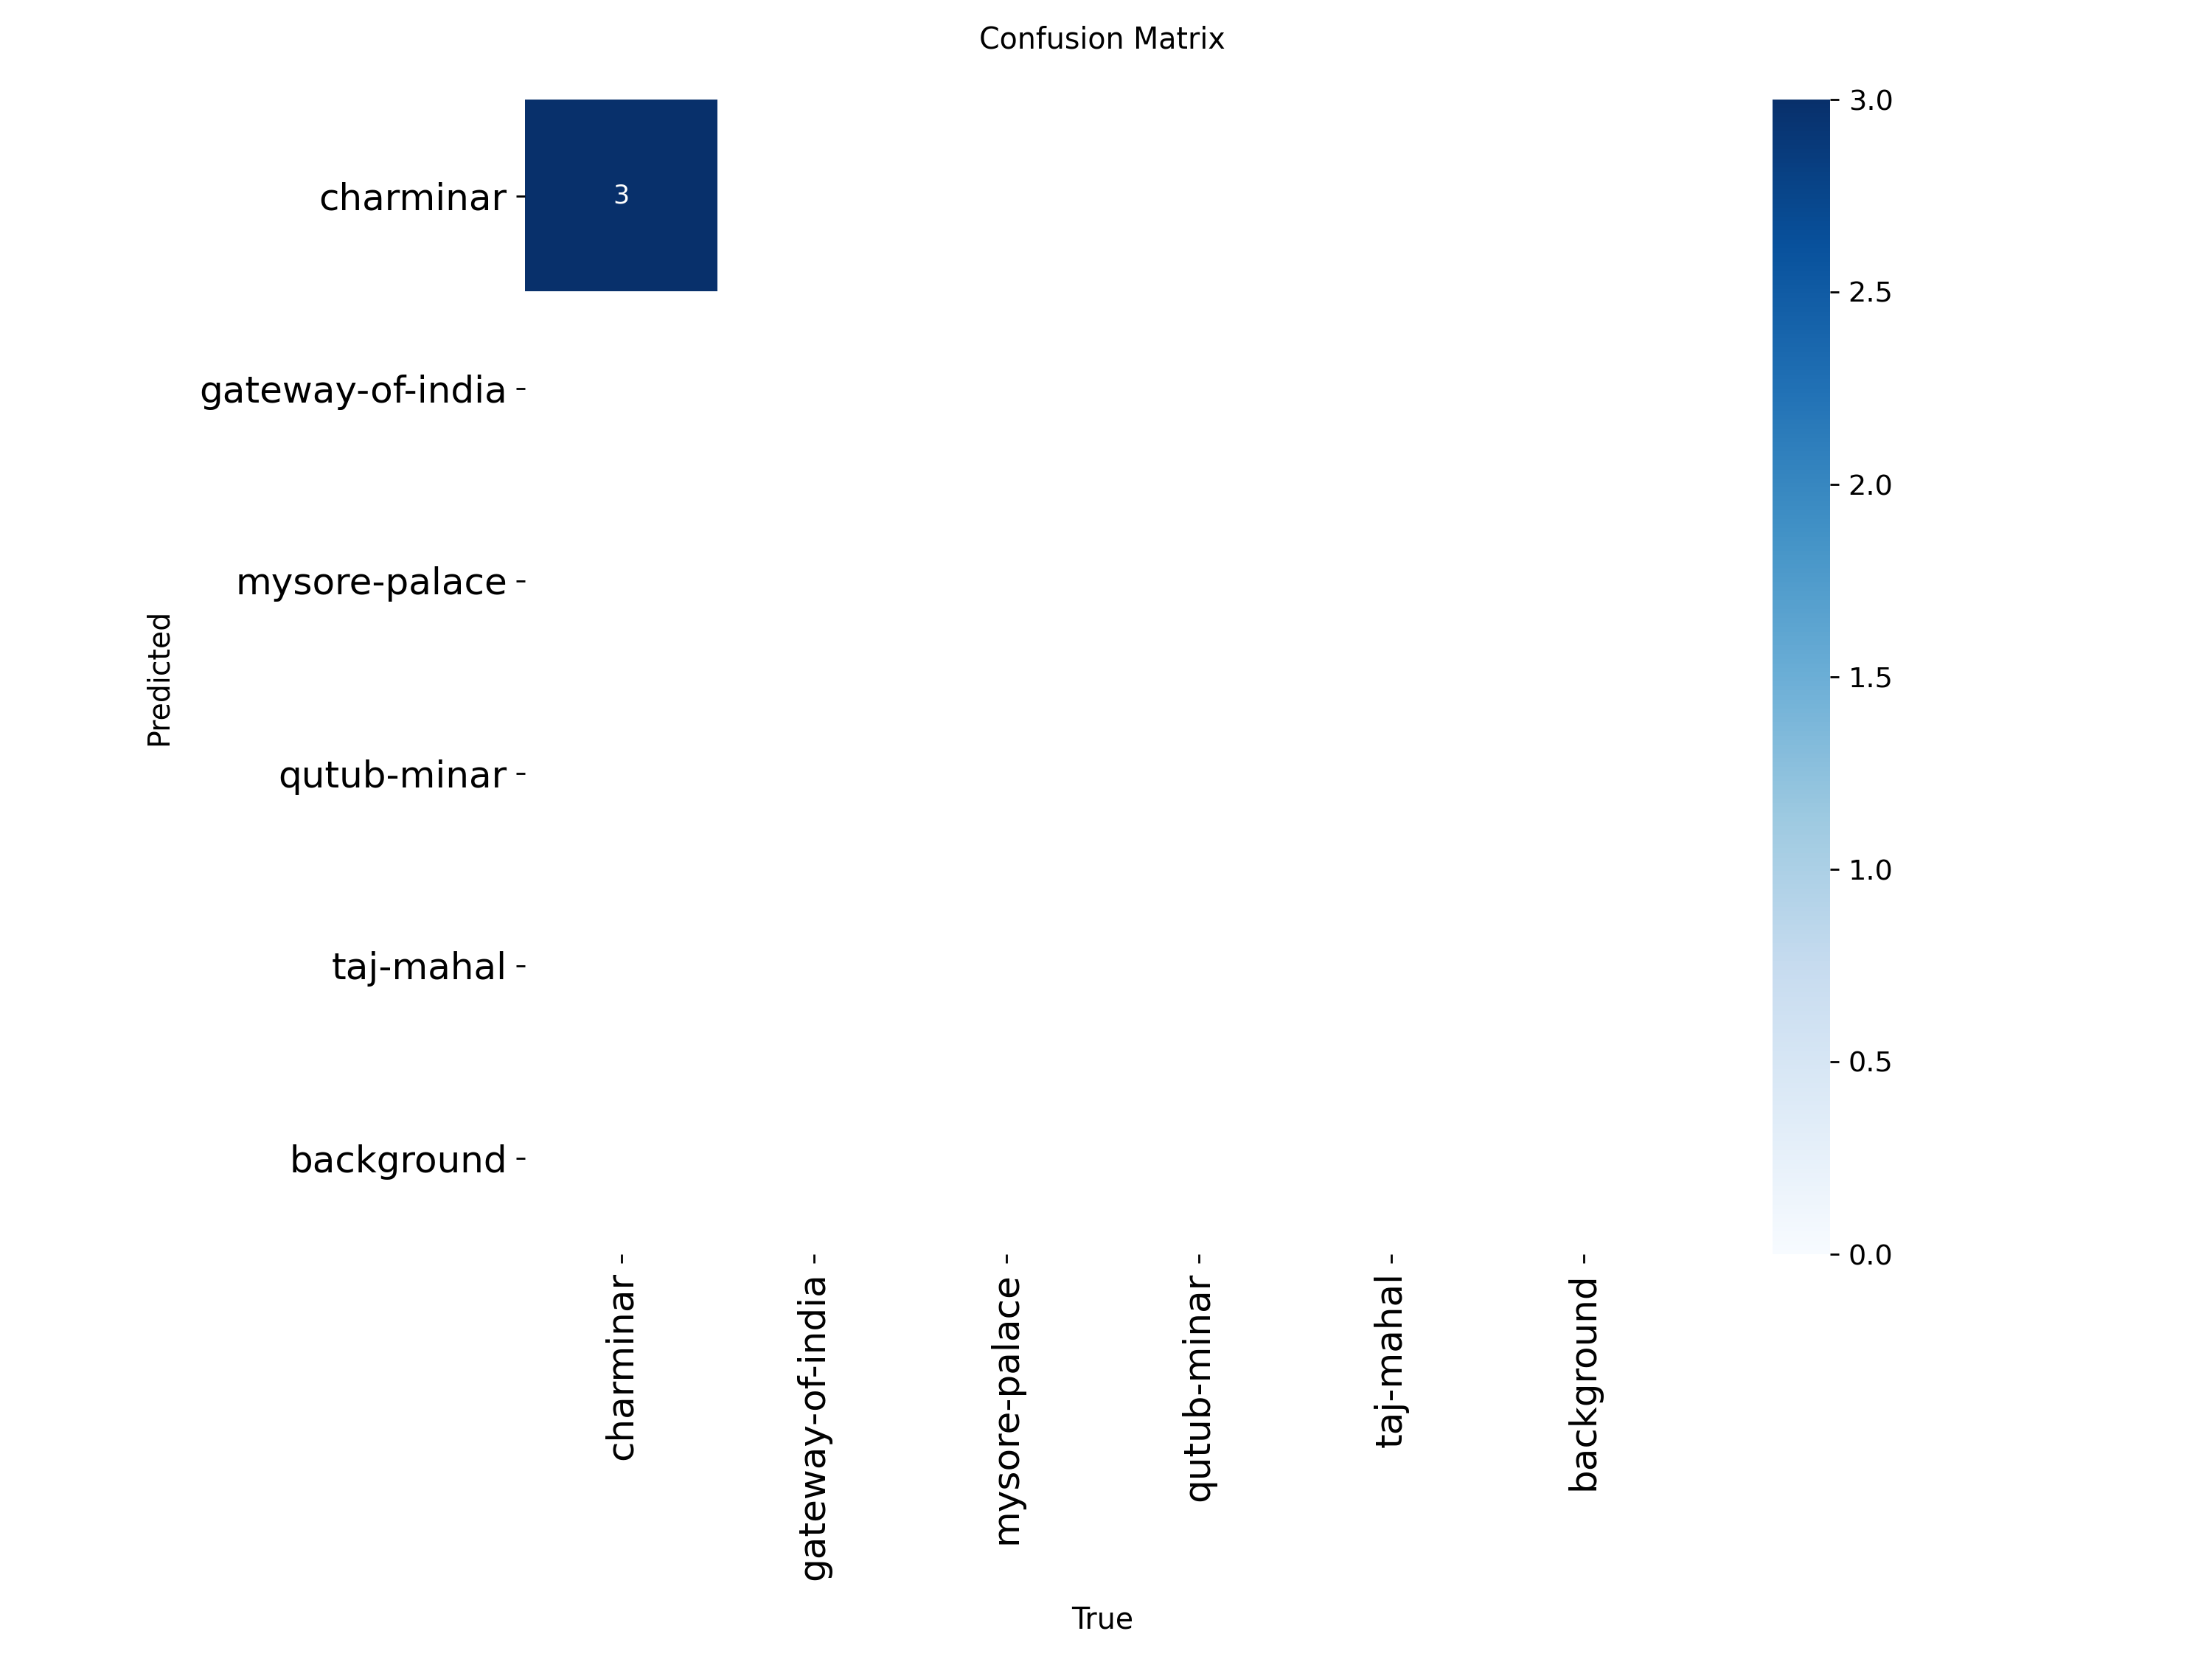 Confusion Matrix
charminar
gateway-of-india
mysore-palace
qutub-minar
taj-mahal
background
Predicted
3
3.0
2.5
2.0
1.5
1.0
0.5
0.0
charminar
gateway-of-india
mysore-palace
qutub-minar
taj-mahal
background
True